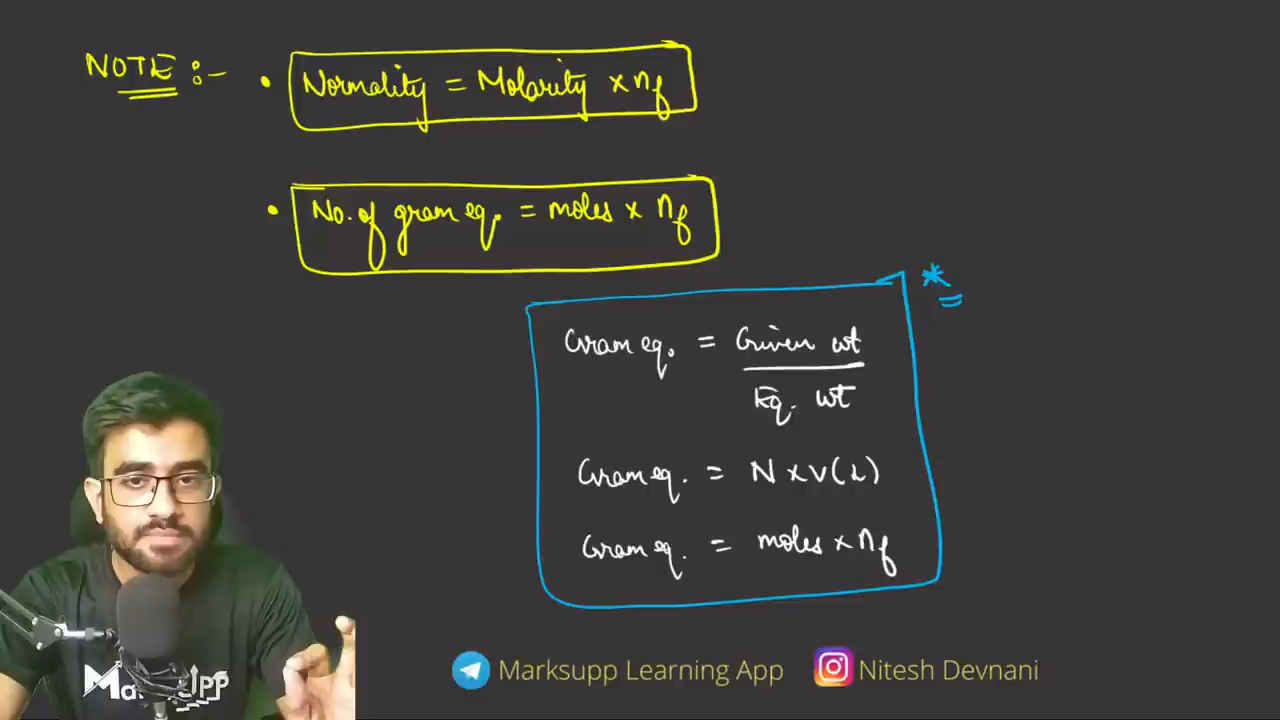 NOTE :- • Normality = Molarity × nf
• No. of gram eq. = moles × nf
*
Gram eq. = Given wt
Eq. wt
Gram eq. = N × V(L)
Gram eq. = moles × nf
Marksupp Learning App Nitesh Devnani